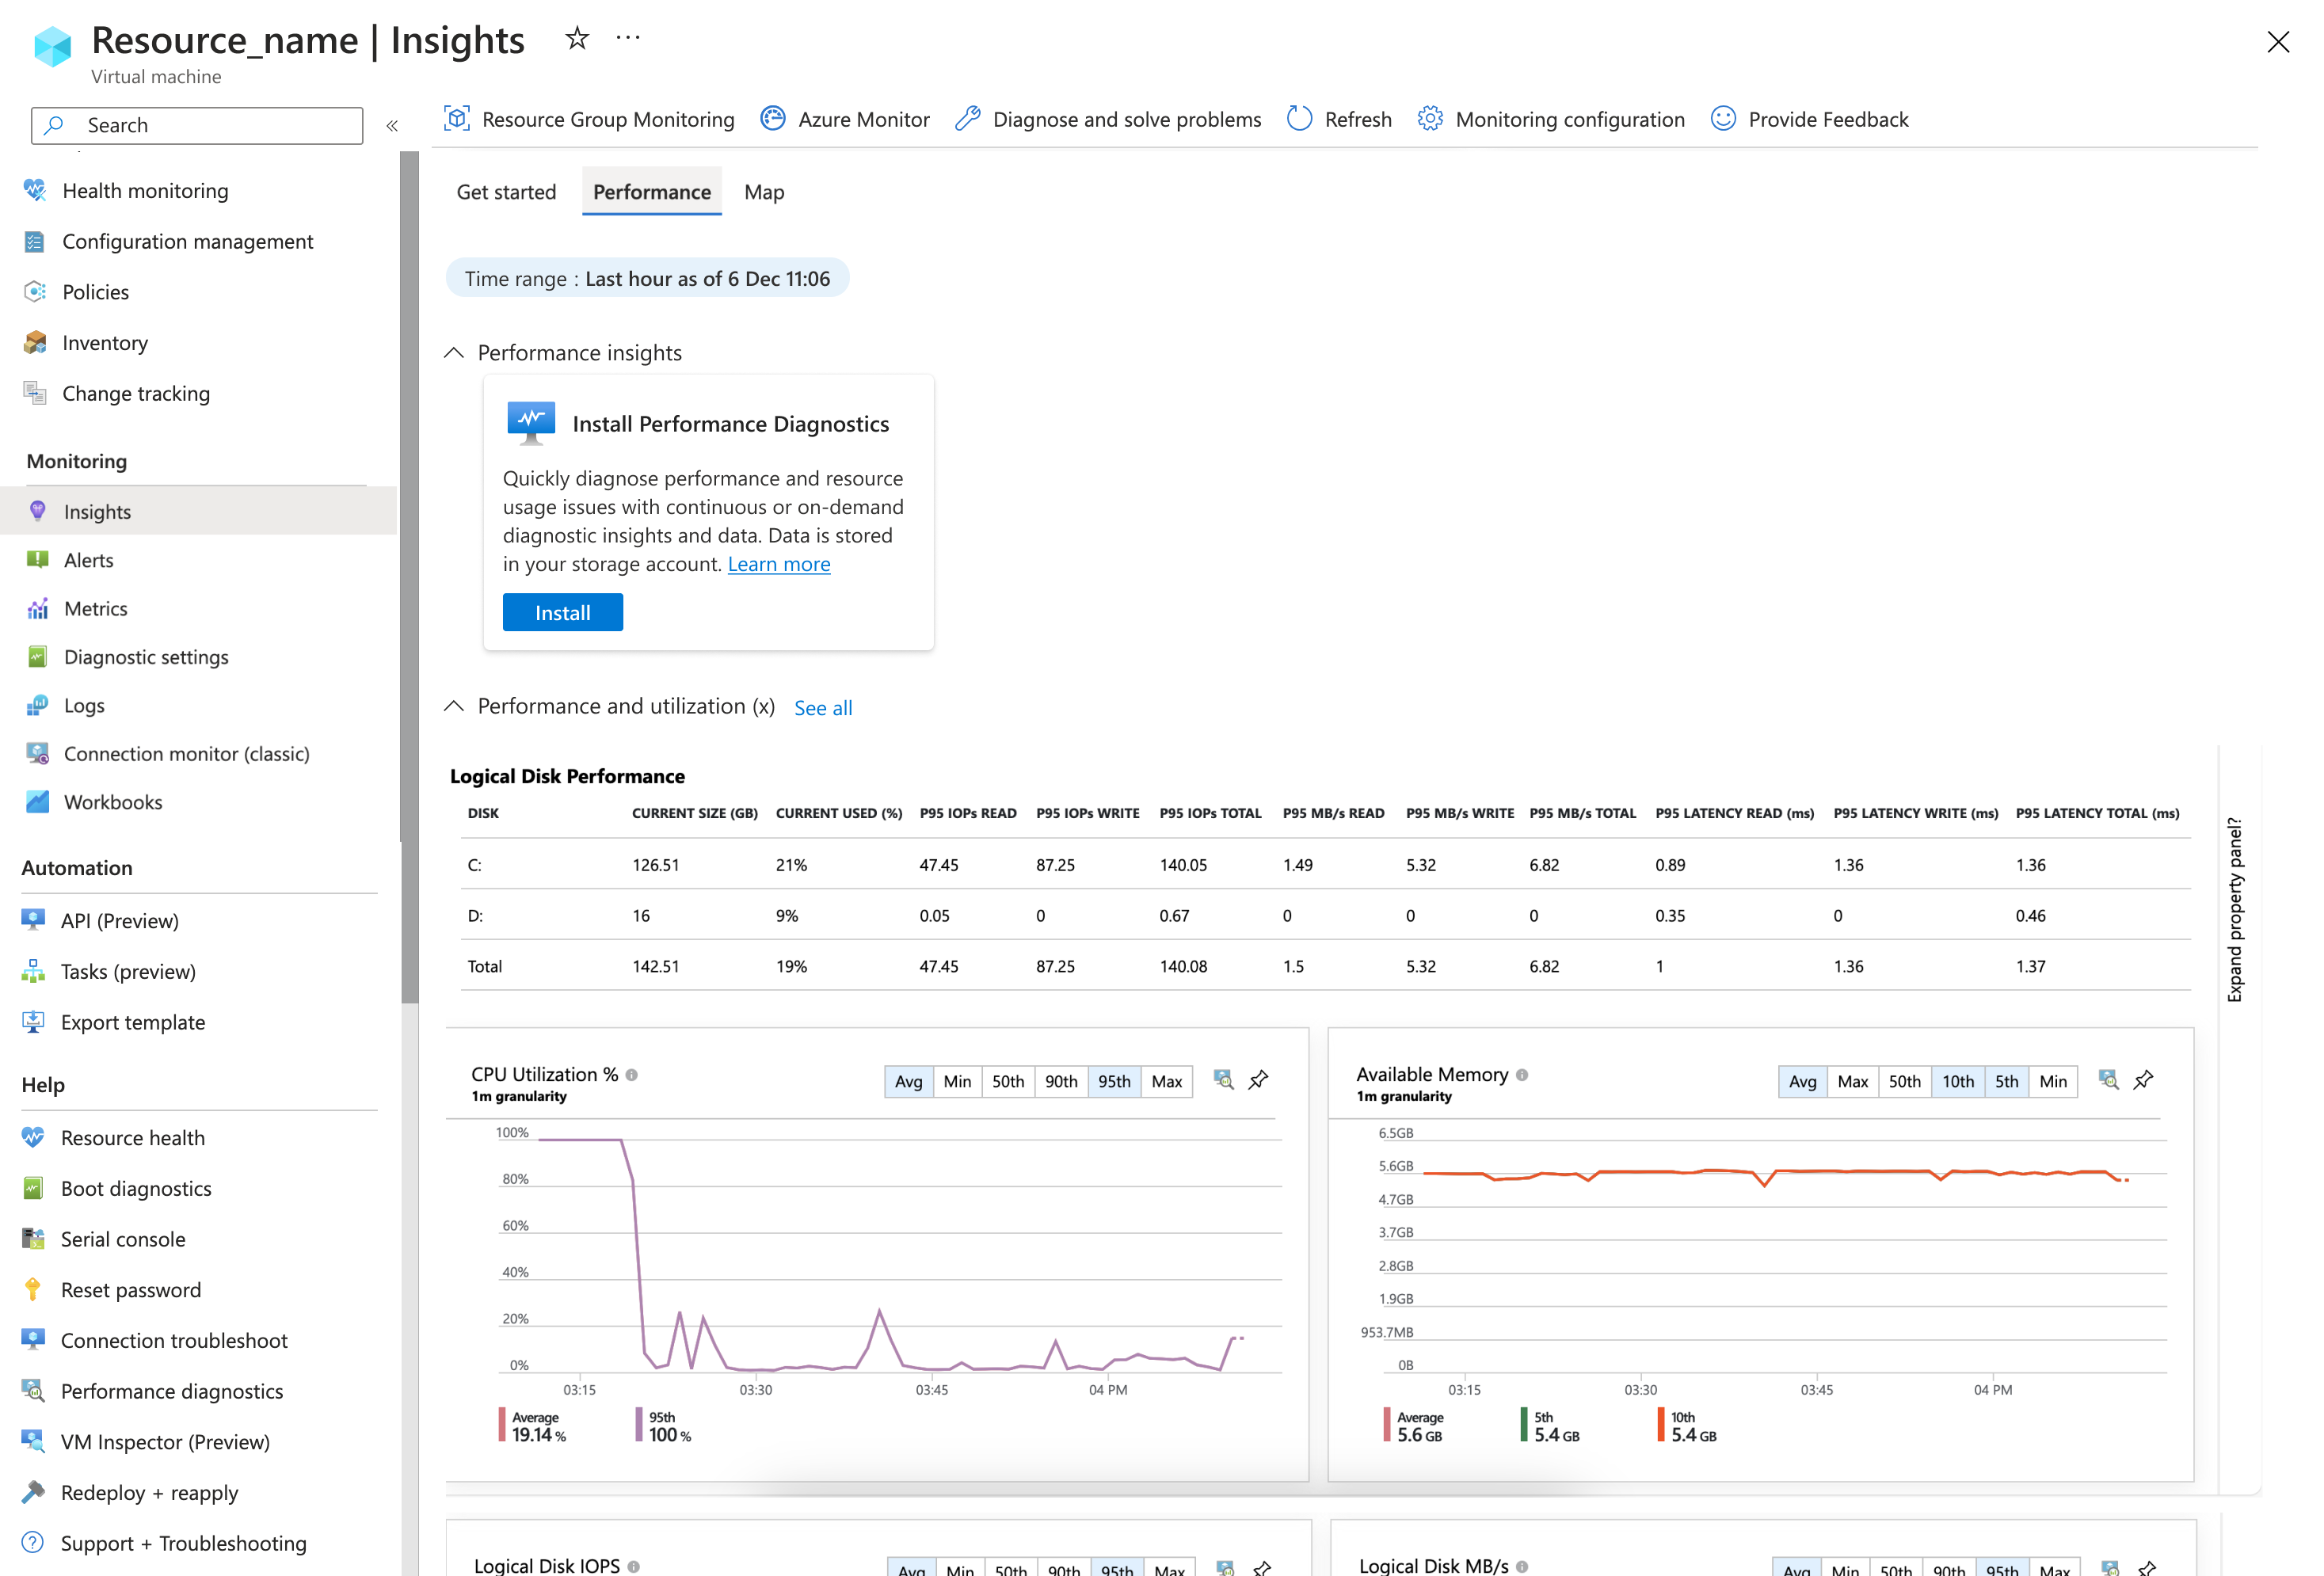 Resource_name | Insights
Virtual machine
Search
Resource Group Monitoring
Azure Monitor
Diagnose and solve problems
Refresh
Monitoring configuration
Provide Feedback
Health monitoring
Configuration management
Policies
Inventory
Change tracking
Monitoring
Insights
Alerts
Metrics
Diagnostic settings
Logs
Connection monitor (classic)
Workbooks
Automation
API (Preview)
Tasks (preview)
Export template
Help
Resource health
Boot diagnostics
Serial console
Reset password
Connection troubleshoot
Performance diagnostics
VM Inspector (Preview)
Redeploy + reapply
Support + Troubleshooting
Get started Performance Map
Time range : Last hour as of 6 Dec 11:06
Performance insights
Install Performance Diagnostics
Quickly diagnose performance and resource
usage issues with continuous or on-demand
diagnostic insights and data. Data is stored
in your storage account. Learn more
Install
Performance and utilization (x) See all
Logical Disk Performance
DISK CURRENT SIZE (GB) CURRENT USED (%) P95 IOPs READ P95 IOPs WRITE P95 IOPs TOTAL P95 MB/s READ P95 MB/s WRITE P95 MB/s TOTAL P95 LATENCY READ (ms) P95 LATENCY WRITE (ms) P95 LATENCY TOTAL (ms)
C: 126.51 21% 47.45 87.25 140.05 1.49 5.32 6.82 0.89 1.36 1.36
D: 16 9% 0.05 0 0.67 0 0 0 0.35 0 0.46
Total 142.51 19% 47.45 87.25 140.08 1.5 5.32 6.82 1 1.36 1.37
Expand property panel?
CPU Utilization %
1m granularity
Avg Min 50th 90th 95th Max
100%
80%
60%
40%
20%
0%
03:15 03:30 03:45 04 PM
Average
19.14 %
95th
100 %
Available Memory
1m granularity
Avg Max 50th 10th 5th Min
6.5GB
5.6GB
4.7GB
3.7GB
2.8GB
1.9GB
953.7MB
0B
03:15 03:30 03:45 04 PM
Average
5.6 GB
5th
5.4 GB
10th
5.4 GB
Logical Disk IOPS
Avg Min 50th 90th 95th Max
Logical Disk MB/s
Avg Min 50th 90th 95th Max